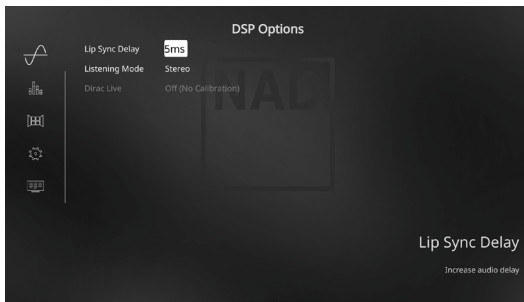 DSP Options
Lip Sync Delay 5ms
Listening Mode Stereo
Dirac Live Off (No Calibration)
NAD
Lip Sync Delay
Increase audio delay